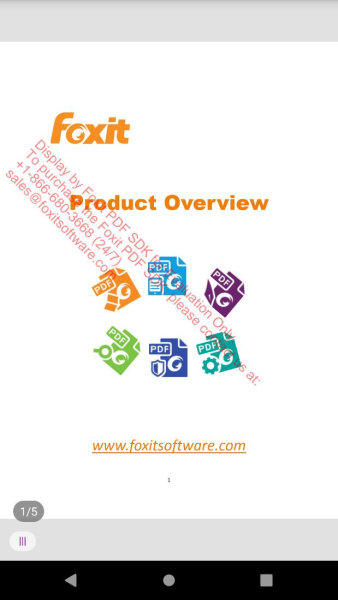 Foxit
Display by Foxit PDF SDK for Evaluation Only.
To purchase the Foxit PDF SDK, please contact us at:
+1-866-680-3668 (24/7)
sales@foxitsoftware.com
Product Overview
PDF
PDF
PDF
PDF
PDF
PDF
www.foxitsoftware.com
1
1/5